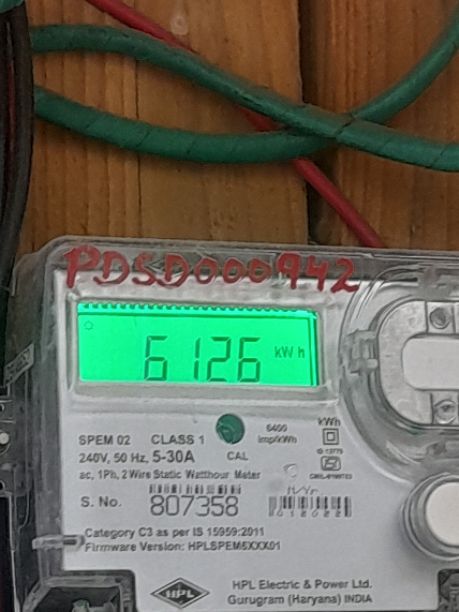 PDSD000942
6126 kWh
6400
imp/kWh
kWh
SPEM 02 CLASS 1
240V, 50 Hz, 5-30A
CAL
ac, 1Ph, 2 Wire Static Watthour Meter
S. No. 807358
M/Yr.
Category C3 as per IS 15959:2011
Firmware Version: HPLSPEM6XXX01
HPL
HPL Electric & Power Ltd.
Gurugram (Haryana) INDIA